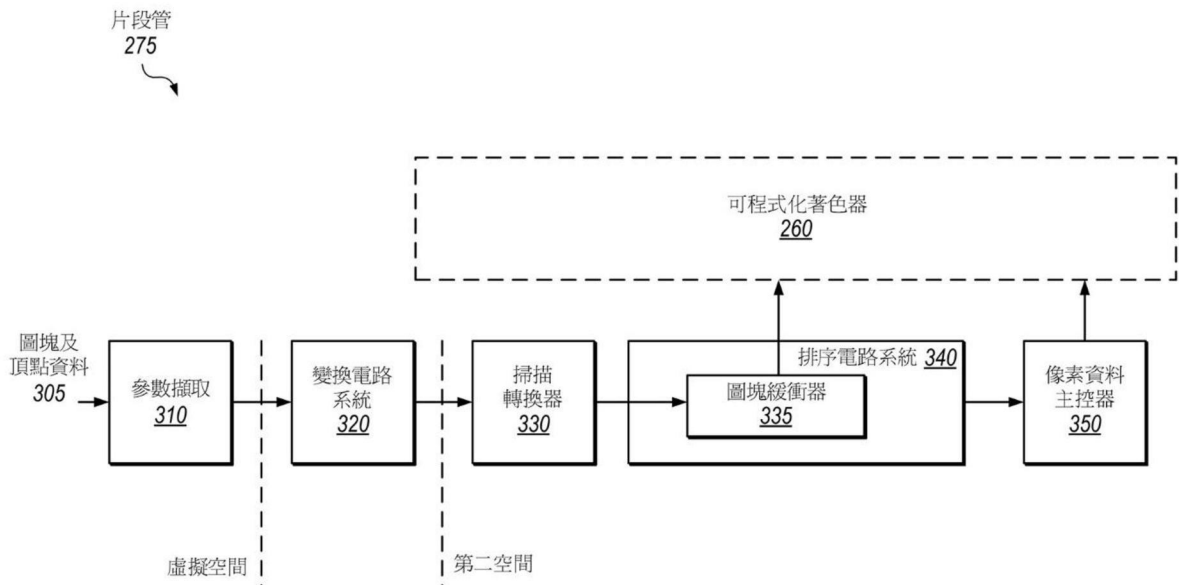 片段管
275
可程式化著色器
260
圖塊及
頂點資料
305
參數擷取
310
變換電路
系統
320
掃描
轉換器
330
排序電路系統 340
圖塊緩衝器
335
像素資料
主控器
350
虛擬空間
第二空間